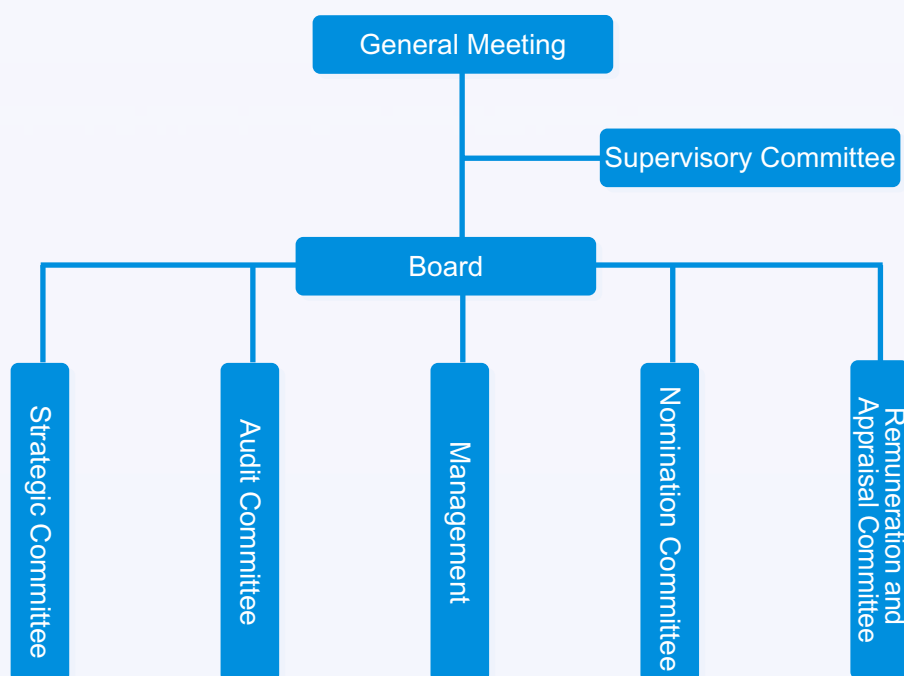 General Meeting
Supervisory Committee
Board
Strategic Committee
Audit Committee
Management
Nomination Committee
Remuneration and
Appraisal Committee